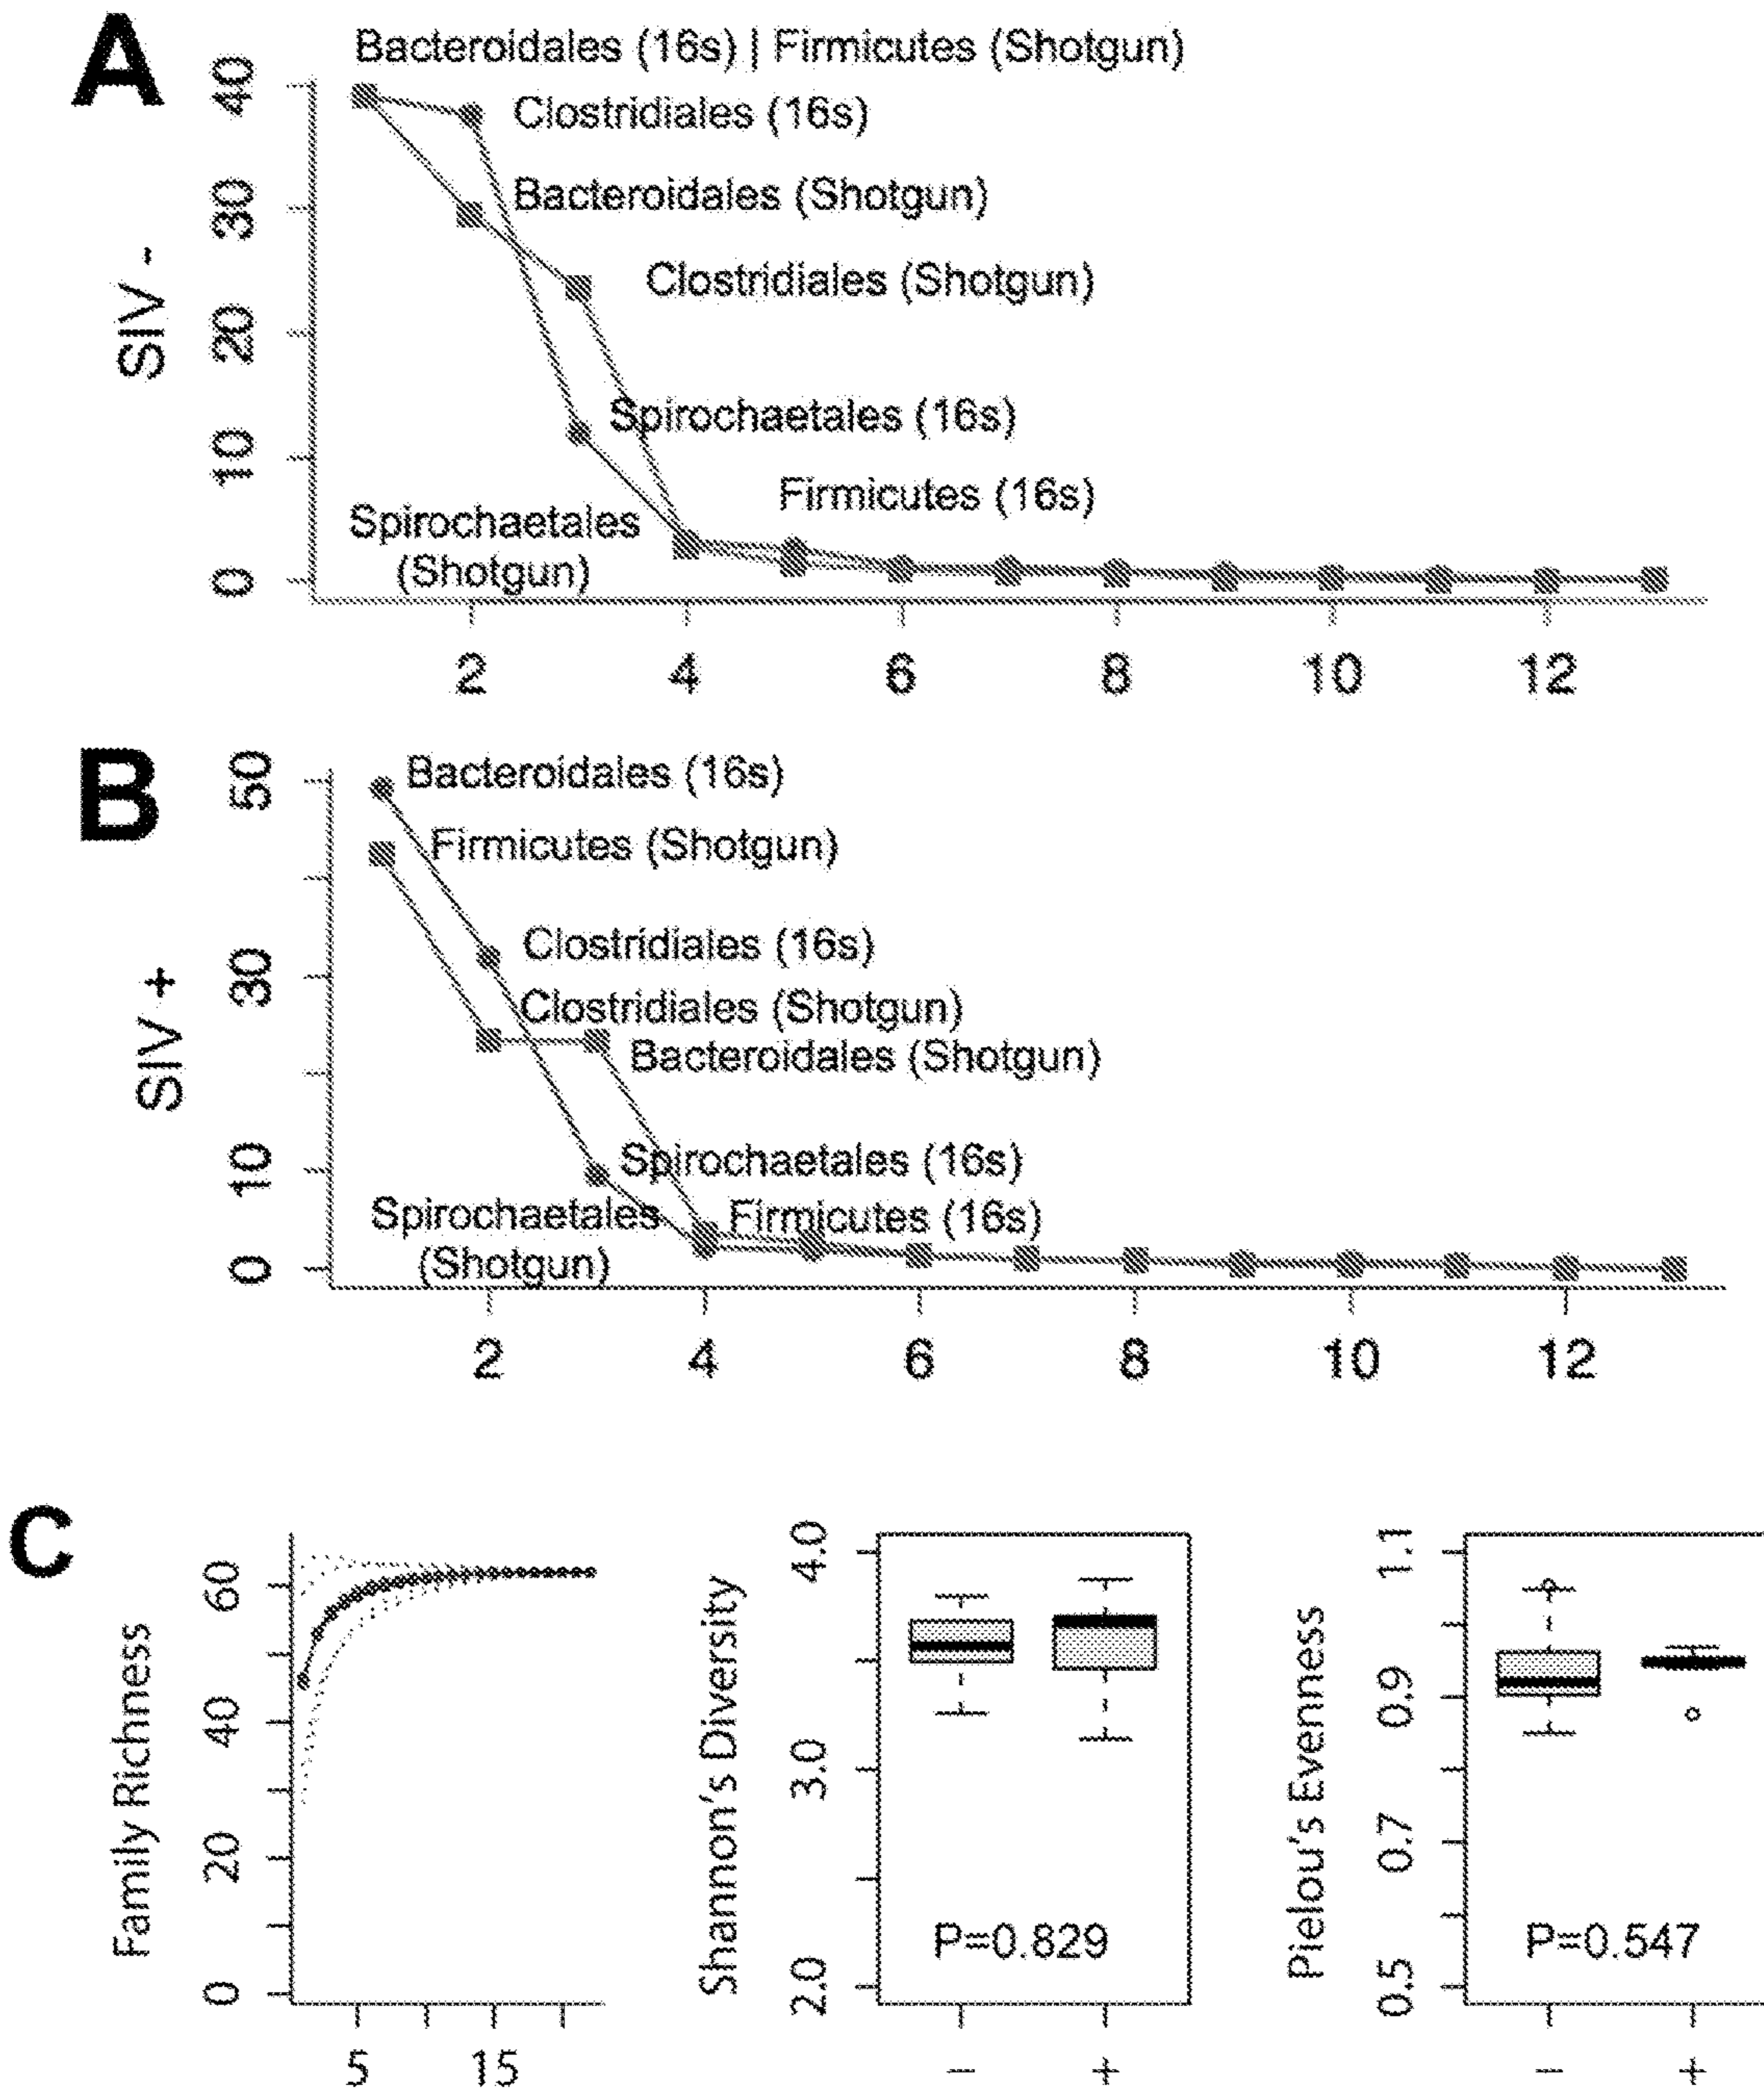 A
Bacteroidales (16s) | Firmicutes (Shotgun)
Clostridiales (16s)
Bacteroidales (Shotgun)
Clostridiales (Shotgun)
Spirochaetales (16s)
Firmicutes (16s)
Spirochaetales
(Shotgun)
SIV -
40
30
20
10
0
2 4 6 8 10 12
B
Bacteroidales (16s)
Firmicutes (Shotgun)
Clostridiales (16s)
Clostridiales (Shotgun)
Bacteroidales (Shotgun)
Spirochaetales (16s)
Firmicutes (16s)
Spirochaetales
(Shotgun)
SIV +
50
30
10
0
2 4 6 8 10 12
C
Family Richness
60
40
20
0
5 15
Shannon's Diversity
4.0
3.0
2.0
P=0.829
− +
Pielou's Evenness
1.1
0.9
0.7
0.5
P=0.547
− +